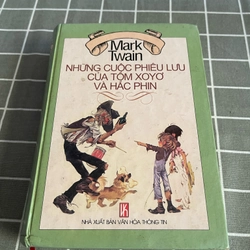 Mark
Twain
NHỮNG CUỘC PHIÊU LƯU
CỦA TÔM XOYƠ
VÀ HẮC PHIN
NHÀ XUẤT BẢN VĂN HÓA THÔNG TIN